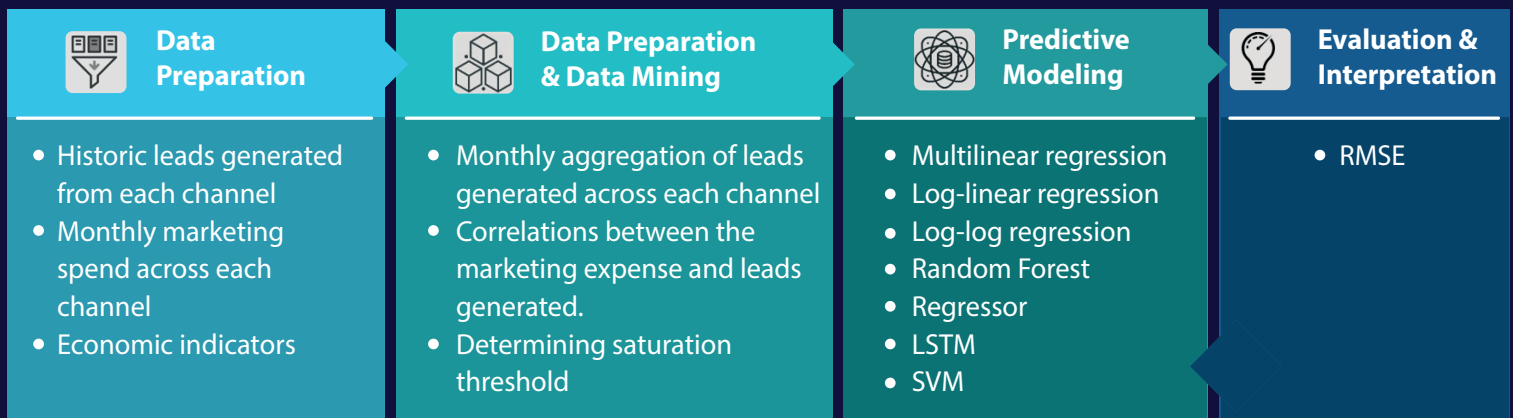 Data
Preparation
Historic leads generated
from each channel
Monthly marketing
spend across each
channel
Economic indicators
Data Preparation
& Data Mining
Monthly aggregation of leads
generated across each channel
Correlations between the
marketing expense and leads
generated.
Determining saturation
threshold
Predictive
Modeling
Multilinear regression
Log-linear regression
Log-log regression
Random Forest
Regressor
LSTM
SVM
Evaluation &
Interpretation
RMSE